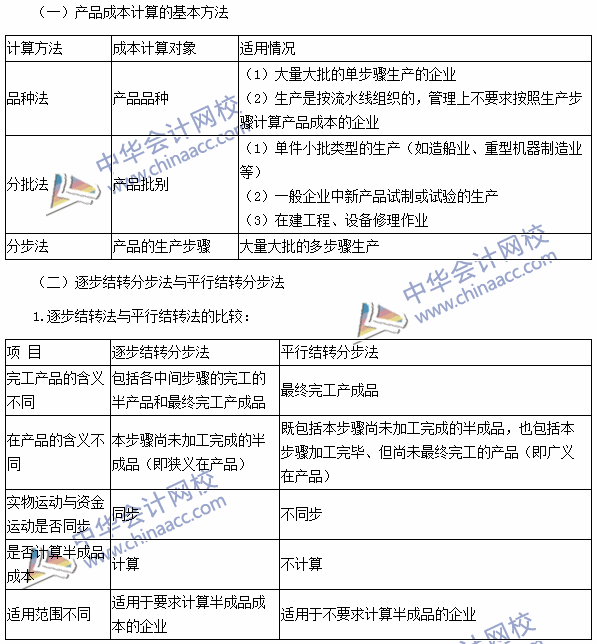 （一）产品成本计算的基本方法
计算方法 成本计算对象 适用情况
品种法 产品品种 （1）大量大批的单步骤生产的企业
（2）生产是按流水线组织的，管理上不要求按照生产步
骤计算产品成本的企业
分批法 产品批别 （1）单件小批类型的生产（如造船业、重型机器制造业
等）
（2）一般企业中新产品试制或试验的生产
（3）在建工程、设备修理作业
分步法 产品的生产步骤 大量大批的多步骤生产
（二）逐步结转分步法与平行结转分步法
1.逐步结转法与平行结转法的比较：
项 目 逐步结转分步法 平行结转分步法
完工产品的含义
不同
包括各中间步骤的完工的
半产品和最终完工产成品
最终完工产成品
在产品的含义不
同
本步骤尚未加工完成的半
成品（即狭义在产品）
既包括本步骤尚未加工完成的半成品，也包括本
步骤加工完毕、但尚未最终完工的产品（即广义
在产品）
实物运动与资金
运动是否同步
同步
不同步
是否计算半成品
成本
计算
不计算
适用范围不同
适用于要求计算半成品成
本的企业
适用于不要求计算半成品的企业
中华会计网校
www.chinaacc.com
中华会计网校
www.chinaacc.com
中华会计网校
www.chinaacc.com
中华会计网校